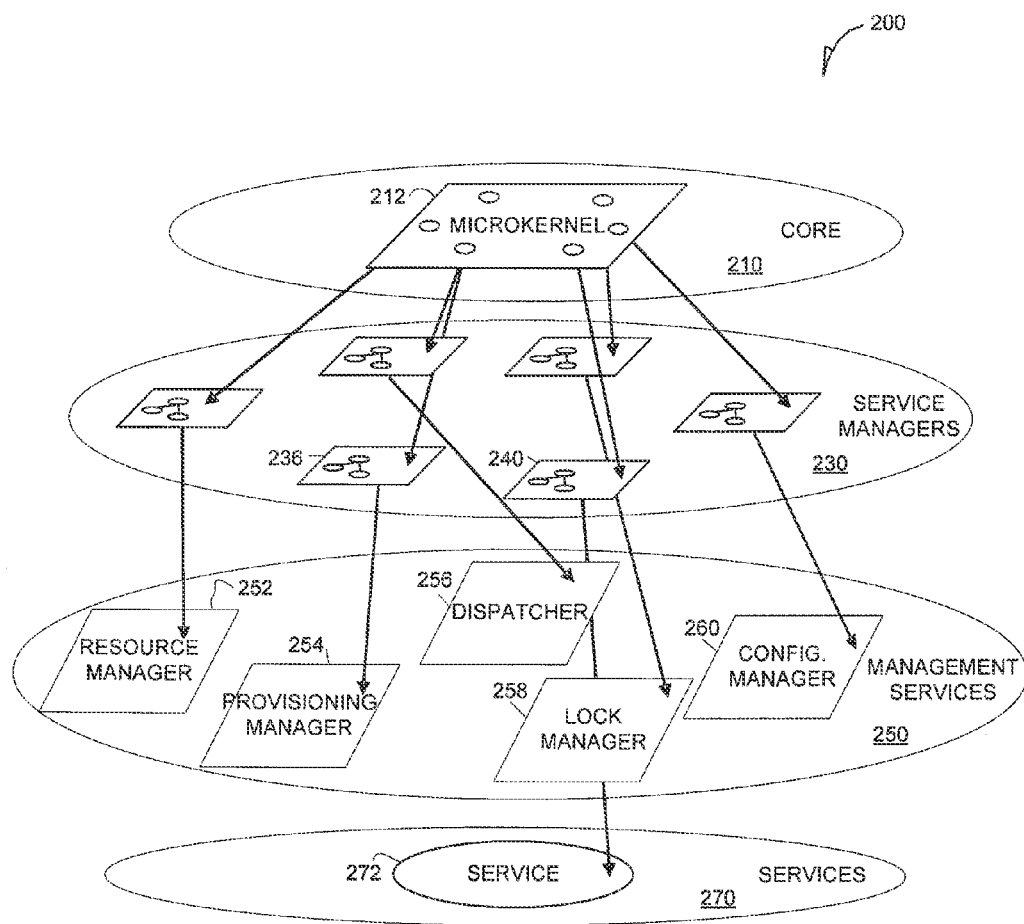 200
212
MICROKERNEL
CORE
210
SERVICE
MANAGERS
236
240
230
252
256
DISPATCHER
RESOURCE
MANAGER
254
260
CONFIG.
MANAGER
MANAGEMENT
SERVICES
PROVISIONING
MANAGER
258
LOCK
MANAGER
250
272
SERVICE
SERVICES
270